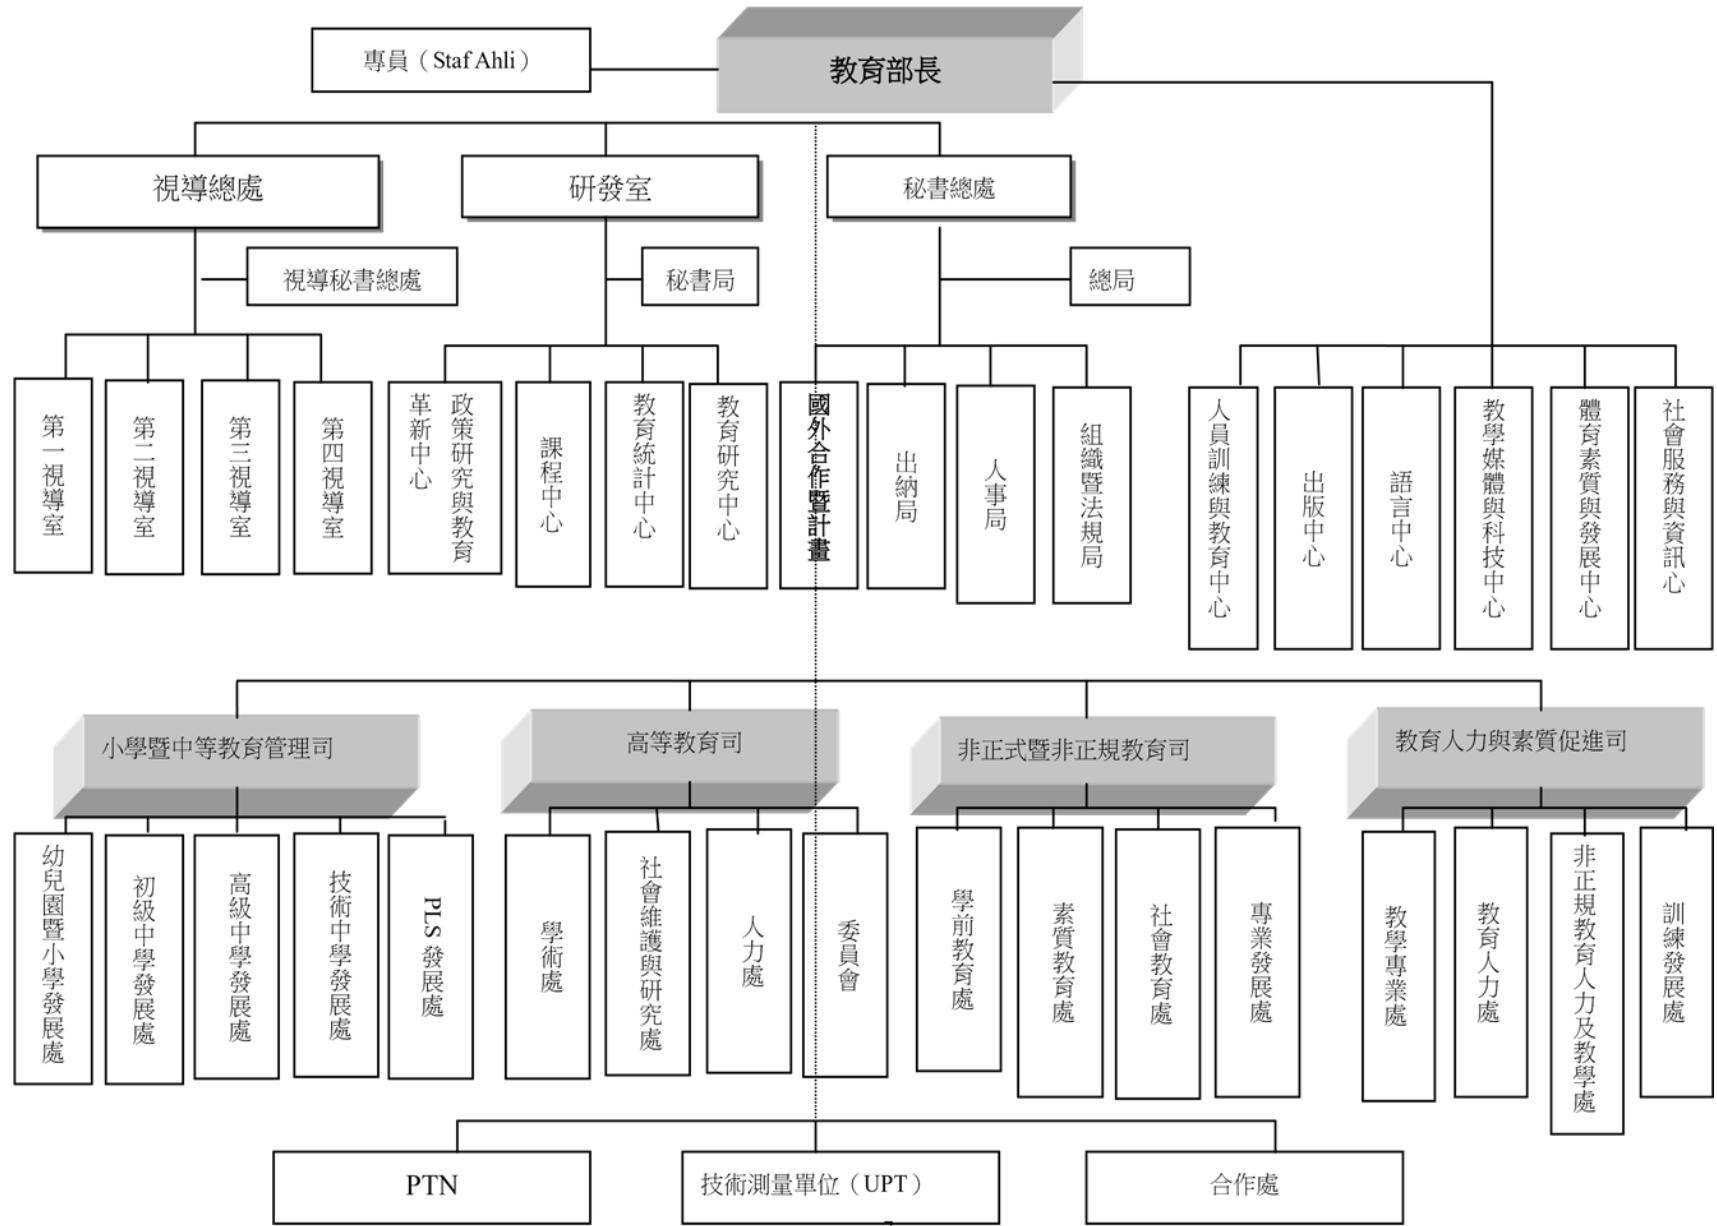 專員（Staf Ahli）
教育部長
視導總處
研發室
秘書總處
視導秘書總處
秘書局
總局
第一視導室
第二視導室
第三視導室
第四視導室
政策研究與教育
革新中心
課程中心
教育統計中心
教育研究中心
國外合作暨計畫
出納局
人事局
組織暨法規局
人員訓練與教育中心
出版中心
語言中心
教學媒體與科技中心
體育素質與發展中心
社會服務與資訊心
小學暨中等教育管理司
高等教育司
非正式暨非正規教育司
教育人力與素質促進司
幼兒園暨小學發展處
初級中學發展處
高級中學發展處
技術中學發展處
PLS 發展處
學術處
社會維護與研究處
人力處
委員會
學前教育處
素質教育處
社會教育處
專業發展處
教學專業處
教育人力處
非正規教育人力及教學處
訓練發展處
PTN
技術測量單位（UPT）
合作處